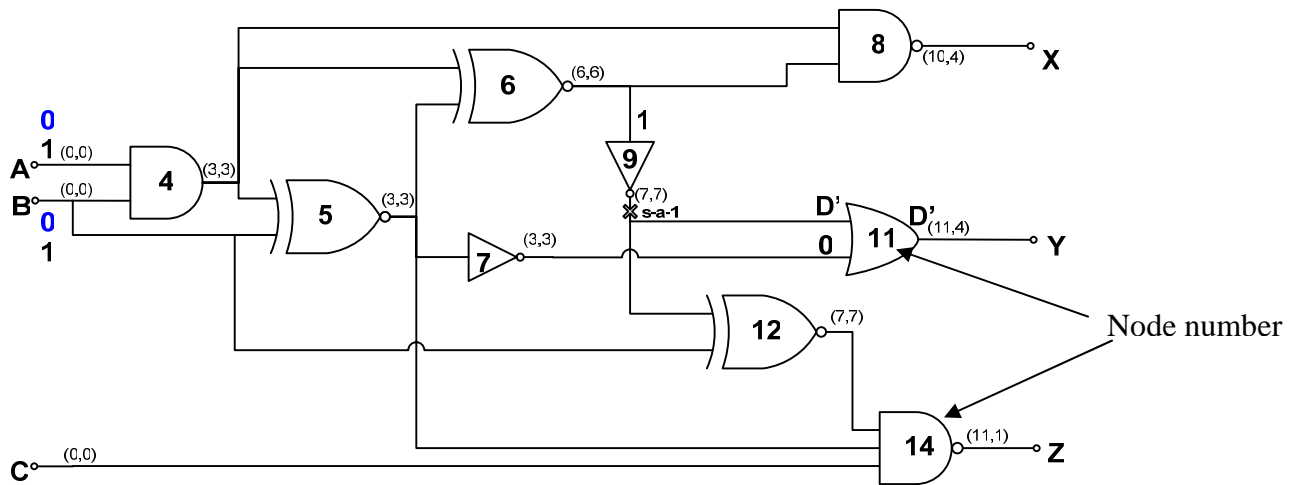 8
(10,4)
X
6
(6,6)
0
1
A
(0,0)
4
(3,3)
1
9
(7,7)
s-a-1
B
(0,0)
0
1
5
(3,3)
D’
D’
(11,4)
11
Y
7
(3,3)
0
12
(7,7)
Node number
14
(11,1)
Z
C
(0,0)